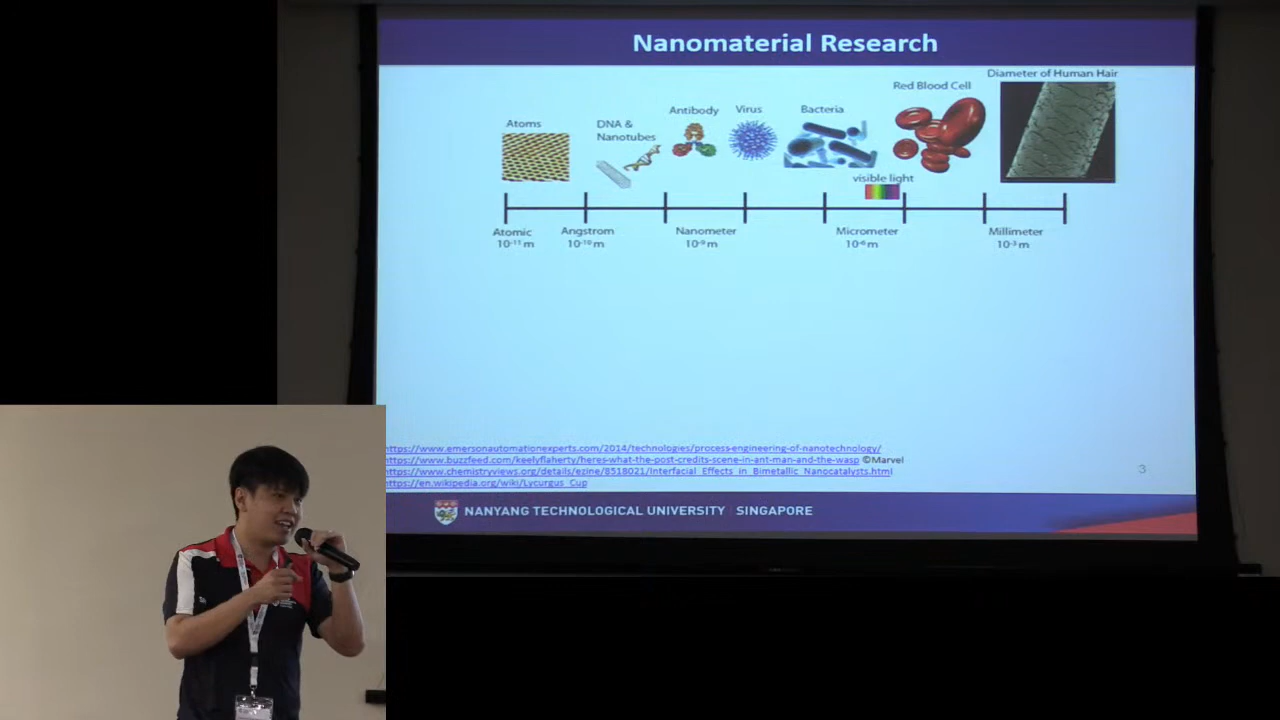 Nanomaterial Research
Diameter of Human Hair
Red Blood Cell
Bacteria
Virus
Antibody
DNA &
Nanotubes
Atoms
visible light
Atomic
10-11 m
Angstrom
10-10 m
Nanometer
10-9 m
Micrometer
10-6 m
Millimeter
10-3 m
https://www.emersonautomationexperts.com/2014/technologies/process-engineering-of-nanotechnology/
https://www.buzzfeed.com/keelyflaherty/heres-what-the-post-credits-scene-in-ant-man-and-the-wasp ©Marvel
https://www.chemistryviews.org/details/ezine/8518021/Interfacial_Effects_in_Bimetallic_Nanocatalysts.html
https://en.wikipedia.org/wiki/Lycurgus_Cup
3
NANYANG TECHNOLOGICAL UNIVERSITY | SINGAPORE